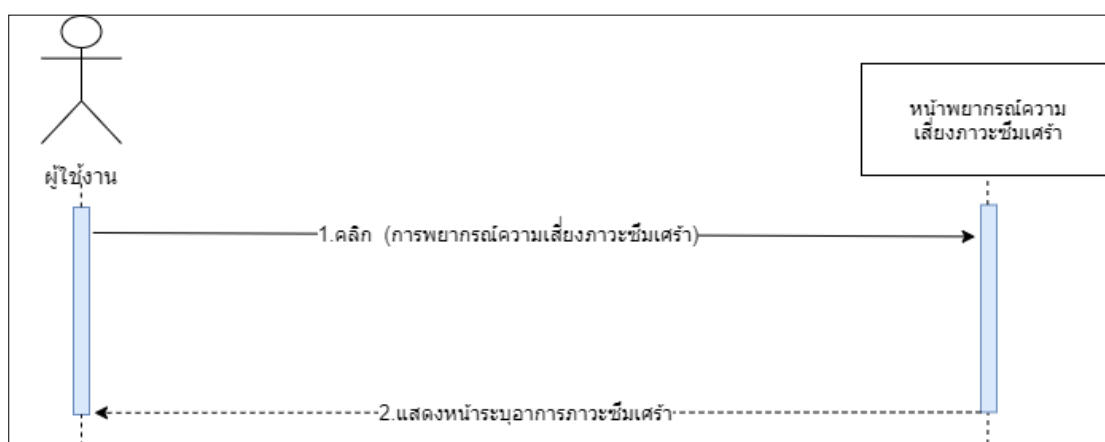 หน้าพยากรณ์ความ
เสี่ยงภาวะซึมเศร้า
ผู้ใช้งาน
1.คลิก (การพยากรณ์ความเสี่ยงภาวะซึมเศร้า)
2.แสดงหน้าระบุอาการภาวะซึมเศร้า